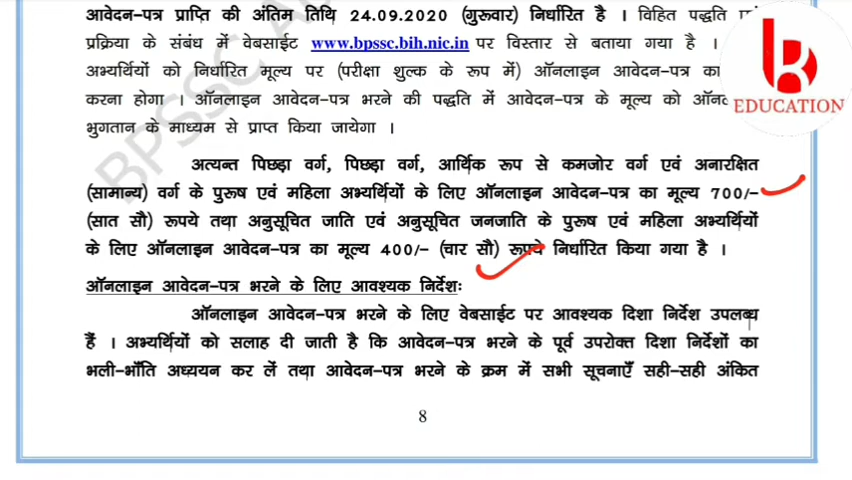 आवेदन–पत्र प्राप्ति की अंतिम तिथि 24.09.2020 (गुरूवार) निर्धारित है । विहित पद्धति एवं
प्रक्रिया के संबंध में वेबसाईट www.bpssc.bih.nic.in पर विस्तार से बताया गया है ।
अभ्यर्थियों को निर्धारित मूल्य पर (परीक्षा शुल्क के रूप में) ऑनलाइन आवेदन–पत्र का
करना होगा । ऑनलाइन आवेदन–पत्र भरने की पद्धति में आवेदन–पत्र के मूल्य को
भुगतान के माध्यम से प्राप्त किया जायेगा ।
अत्यन्त पिछड़ा वर्ग, पिछड़ा वर्ग, आर्थिक रूप से कमजोर वर्ग एवं अनारक्षित
(सामान्य) वर्ग के पुरूष एवं महिला अभ्यर्थियों के लिए ऑनलाइन आवेदन–पत्र का मूल्य 700/–
(सात सौ) रूपये तथा अनुसूचित जाति एवं अनुसूचित जनजाति के पुरूष एवं महिला अभ्यर्थियों
के लिए ऑनलाइन आवेदन–पत्र का मूल्य 400/– (चार सौ) रूपये निर्धारित किया गया है ।
ऑनलाइन आवेदन–पत्र भरने के लिए आवश्यक निर्देशः
ऑनलाइन आवेदन–पत्र भरने के लिए वेबसाईट पर आवश्यक दिशा निर्देश उपलब्ध
हैं । अभ्यर्थियों को सलाह दी जाती है कि आवेदन–पत्र भरने के पूर्व उपरोक्त दिशा निर्देशों का
भली–भाँति अध्ययन कर लें तथा आवेदन–पत्र भरने के क्रम में सभी सूचनाएँ सही–सही अंकित
8
EDUCATION
BPSSC